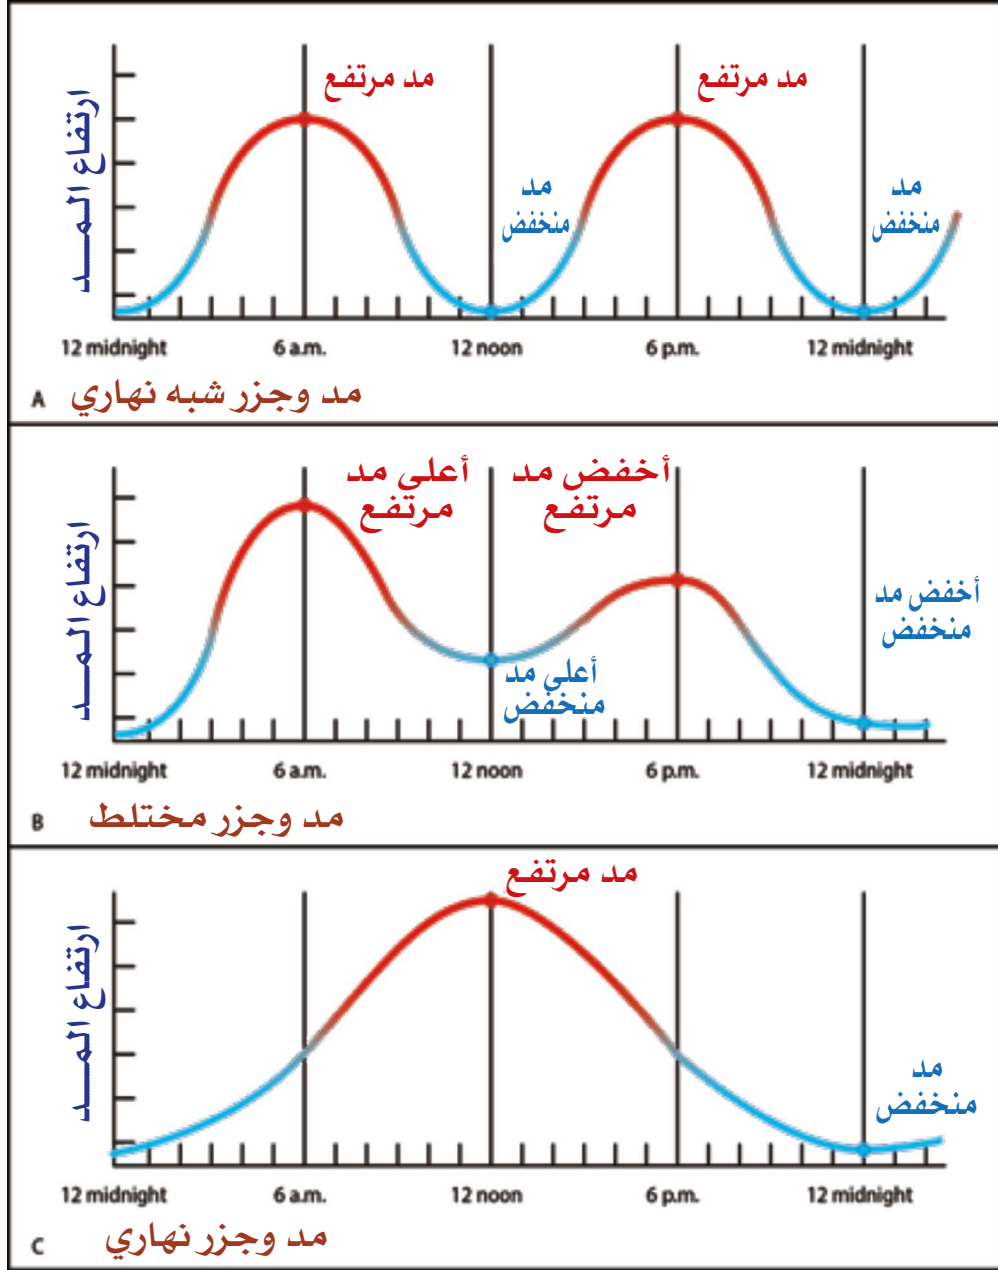 ارتفاع المــــد
مد مرتفع
مد مرتفع
مد
منخفض
مد
منخفض
12 midnight 6 a.m. 12 noon 6 p.m. 12 midnight
A مد وجزر شبه نهاري
ارتفاع المــــد
أعلى مد
مرتفع
أخفض مد
مرتفع
أعلى مد
منخفض
أخفض مد
منخفض
12 midnight 6 a.m. 12 noon 6 p.m. 12 midnight
B مد وجزر مختلط
ارتفاع المــــد
مد مرتفع
مد
منخفض
12 midnight 6 a.m. 12 noon 6 p.m. 12 midnight
C مد وجزر نهاري